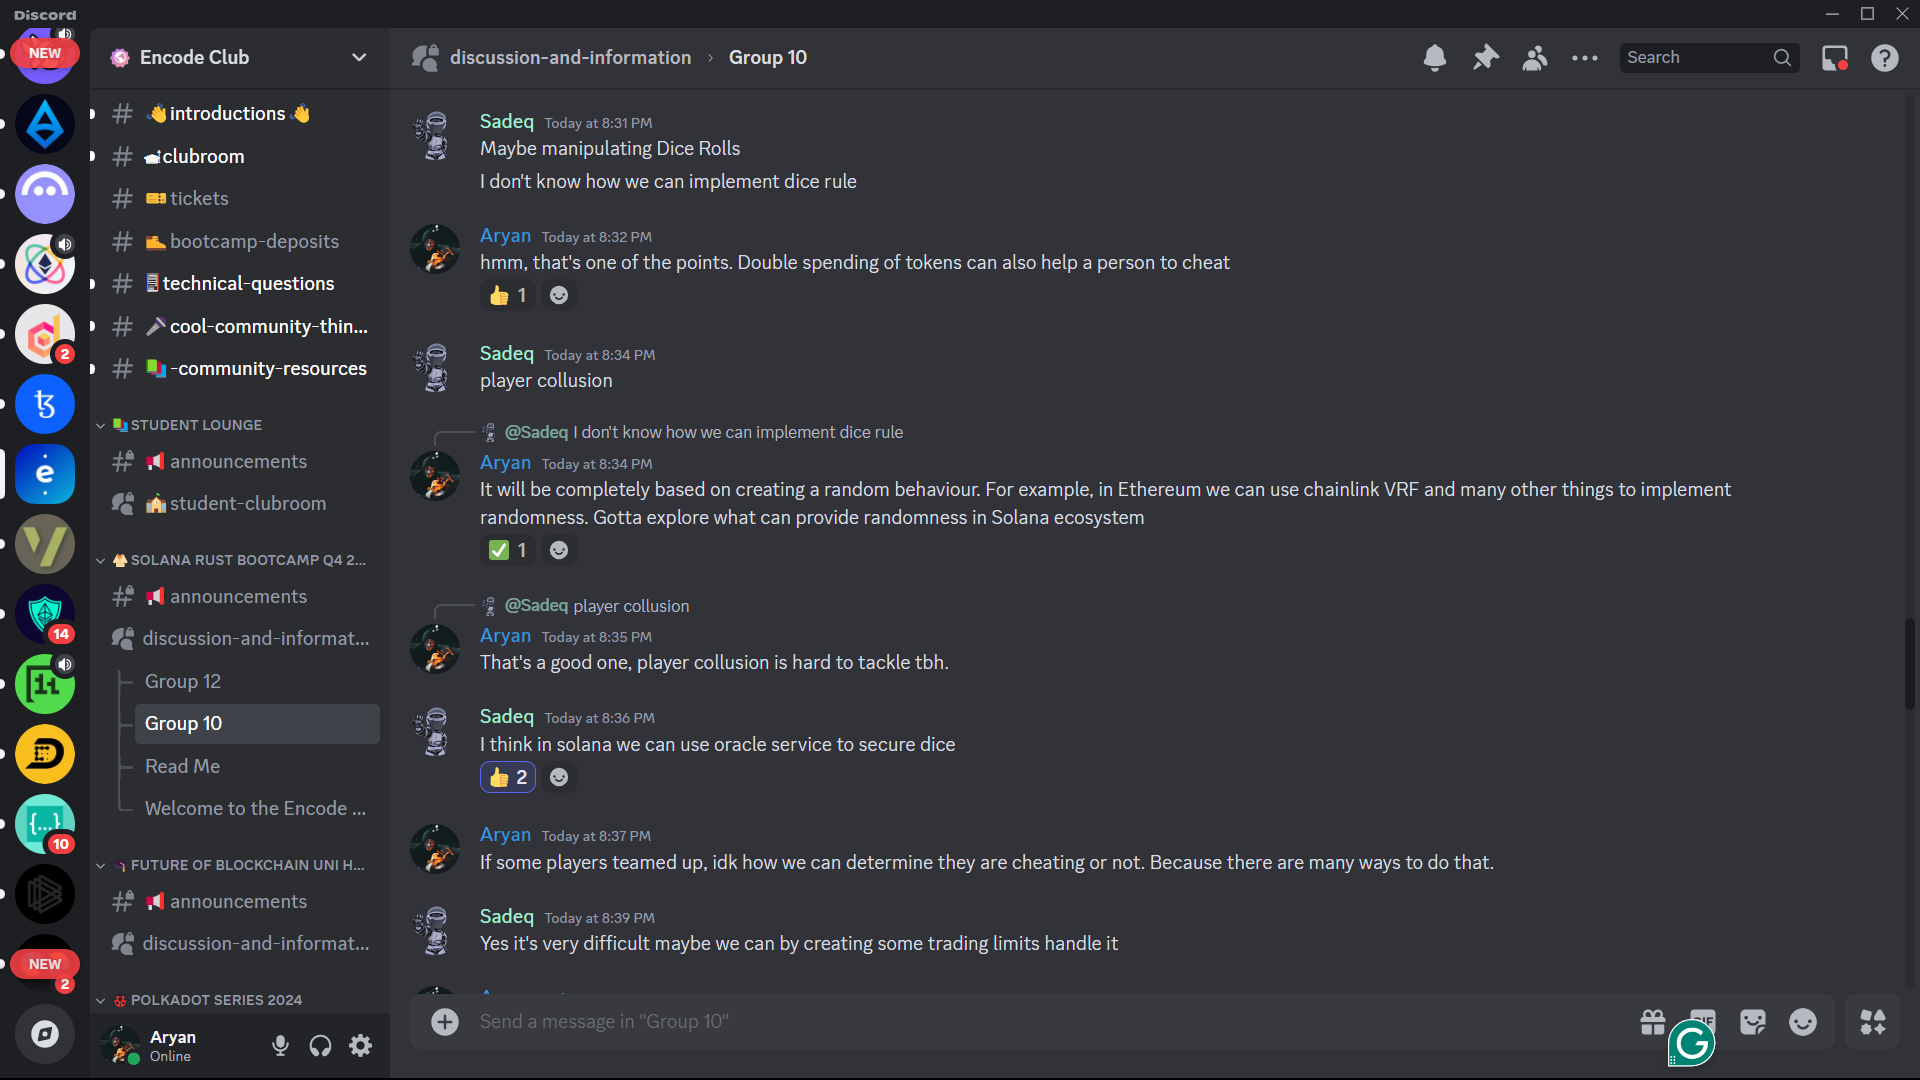 Discord
NEW
2
14
10
NEW
2
Encode Club
introductions
clubroom
tickets
bootcamp-deposits
technical-questions
cool-community-thin...
-community-resources
STUDENT LOUNGE
announcements
student-clubroom
SOLANA RUST BOOTCAMP Q4 2...
announcements
discussion-and-informat...
Group 12
Group 10
Read Me
Welcome to the Encode ...
FUTURE OF BLOCKCHAIN UNI H...
announcements
discussion-and-informat...
POLKADOT SERIES 2024
Aryan
Online
discussion-and-information › Group 10
Search
Sadeq Today at 8:31 PM
Maybe manipulating Dice Rolls
I don't know how we can implement dice rule
Aryan Today at 8:32 PM
hmm, that's one of the points. Double spending of tokens can also help a person to cheat
1
Sadeq Today at 8:34 PM
player collusion
@Sadeq I don't know how we can implement dice rule
Aryan Today at 8:34 PM
It will be completely based on creating a random behaviour. For example, in Ethereum we can use chainlink VRF and many other things to implement
randomness. Gotta explore what can provide randomness in Solana ecosystem
1
@Sadeq player collusion
Aryan Today at 8:35 PM
That's a good one, player collusion is hard to tackle tbh.
Sadeq Today at 8:36 PM
I think in solana we can use oracle service to secure dice
2
Aryan Today at 8:37 PM
If some players teamed up, idk how we can determine they are cheating or not. Because there are many ways to do that.
Sadeq Today at 8:39 PM
Yes it's very difficult maybe we can by creating some trading limits handle it
Send a message in "Group 10"